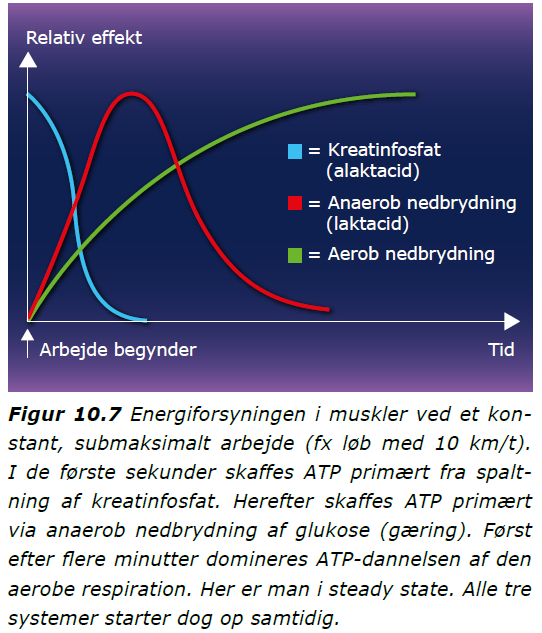 Relativ effekt
= Kreatinfosfat
(alaktacid)
= Anaerob nedbrydning
(laktacid)
= Aerob nedbrydning
Arbejde begynder
Tid
Figur 10.7 Energiforsyningen i muskler ved et kon-
stant, submaksimalt arbejde (fx løb med 10 km/t).
I de første sekunder skaffes ATP primært fra spalt-
ning af kreatinfosfat. Herefter skaffes ATP primært
via anaerob nedbrydning af glukose (gæring). Først
efter flere minutter domineres ATP-dannelsen af den
aerobe respiration. Her er man i steady state. Alle tre
systemer starter dog op samtidig.